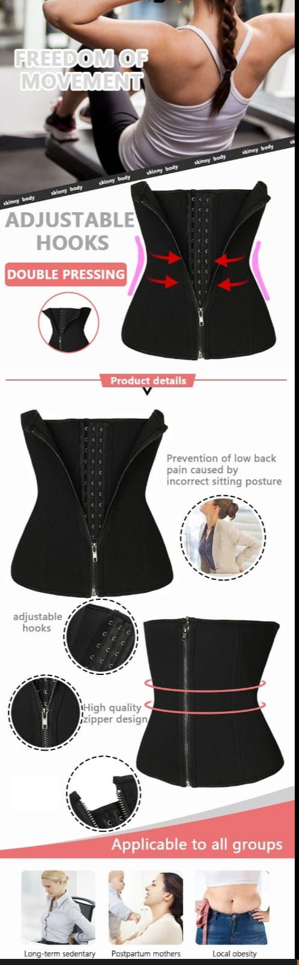 FREEDOM OF
MOVEMENT
skinny body skinny body skinny body skinny body skinny body skinny body
ADJUSTABLE
HOOKS
DOUBLE PRESSING
Product details
Prevention of low back
pain caused by
incorrect sitting posture
adjustable
hooks
High quality
zipper design
Applicable to all groups
Long-term sedentary
Postpartum mothers
Local obesity